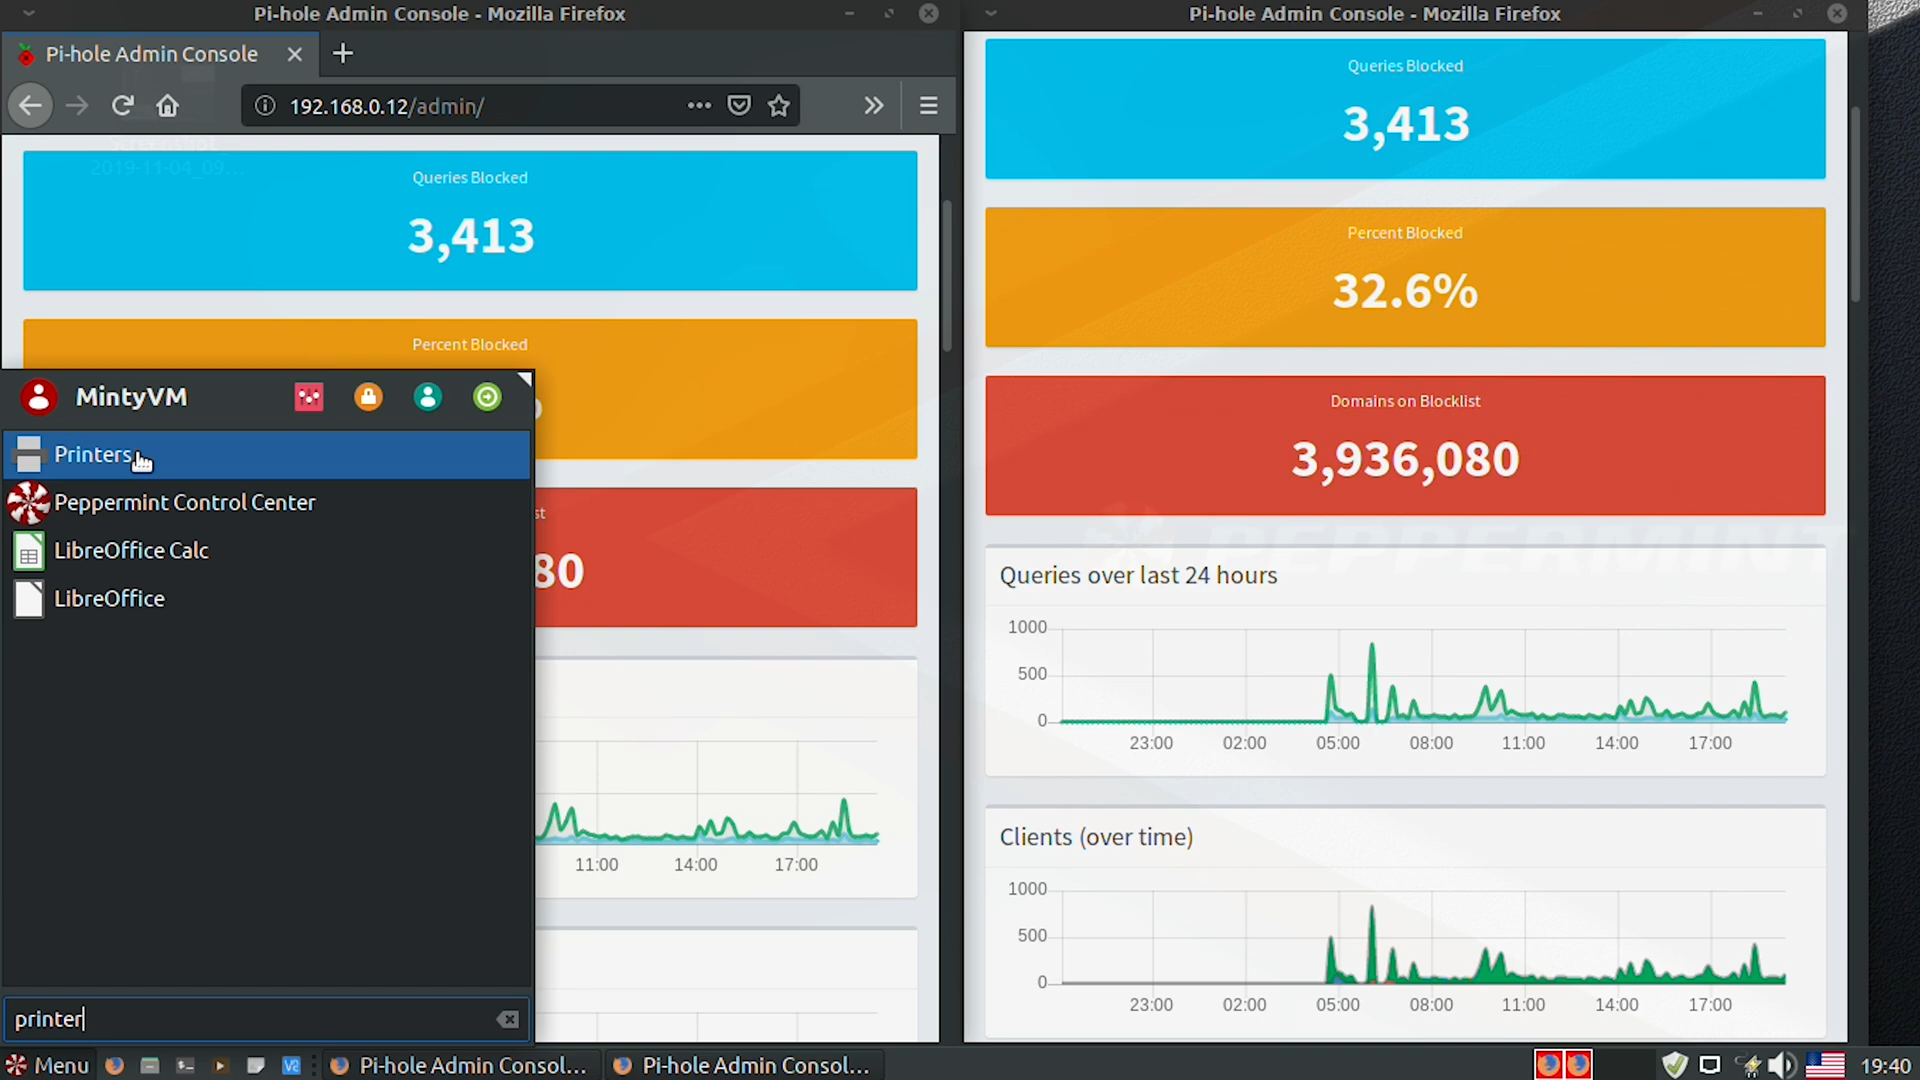 Pi-hole Admin Console - Mozilla Firefox
Pi-hole Admin Console
192.168.0.12/admin/
2019-11-04_09...
Queries Blocked
3,413
Percent Blocked
MintyVM
Printers
Peppermint Control Center
LibreOffice Calc
LibreOffice
st
80
11:00
14:00
17:00
printer
Pi-hole Admin Console - Mozilla Firefox
Queries Blocked
3,413
Percent Blocked
32.6%
Domains on Blocklist
3,936,080
PEPPERMINT
Queries over last 24 hours
1000
500
0
23:00
02:00
05:00
08:00
11:00
14:00
17:00
Clients (over time)
1000
500
0
23:00
02:00
05:00
08:00
11:00
14:00
17:00
Menu
Pi-hole Admin Consol...
Pi-hole Admin Consol...
19:40